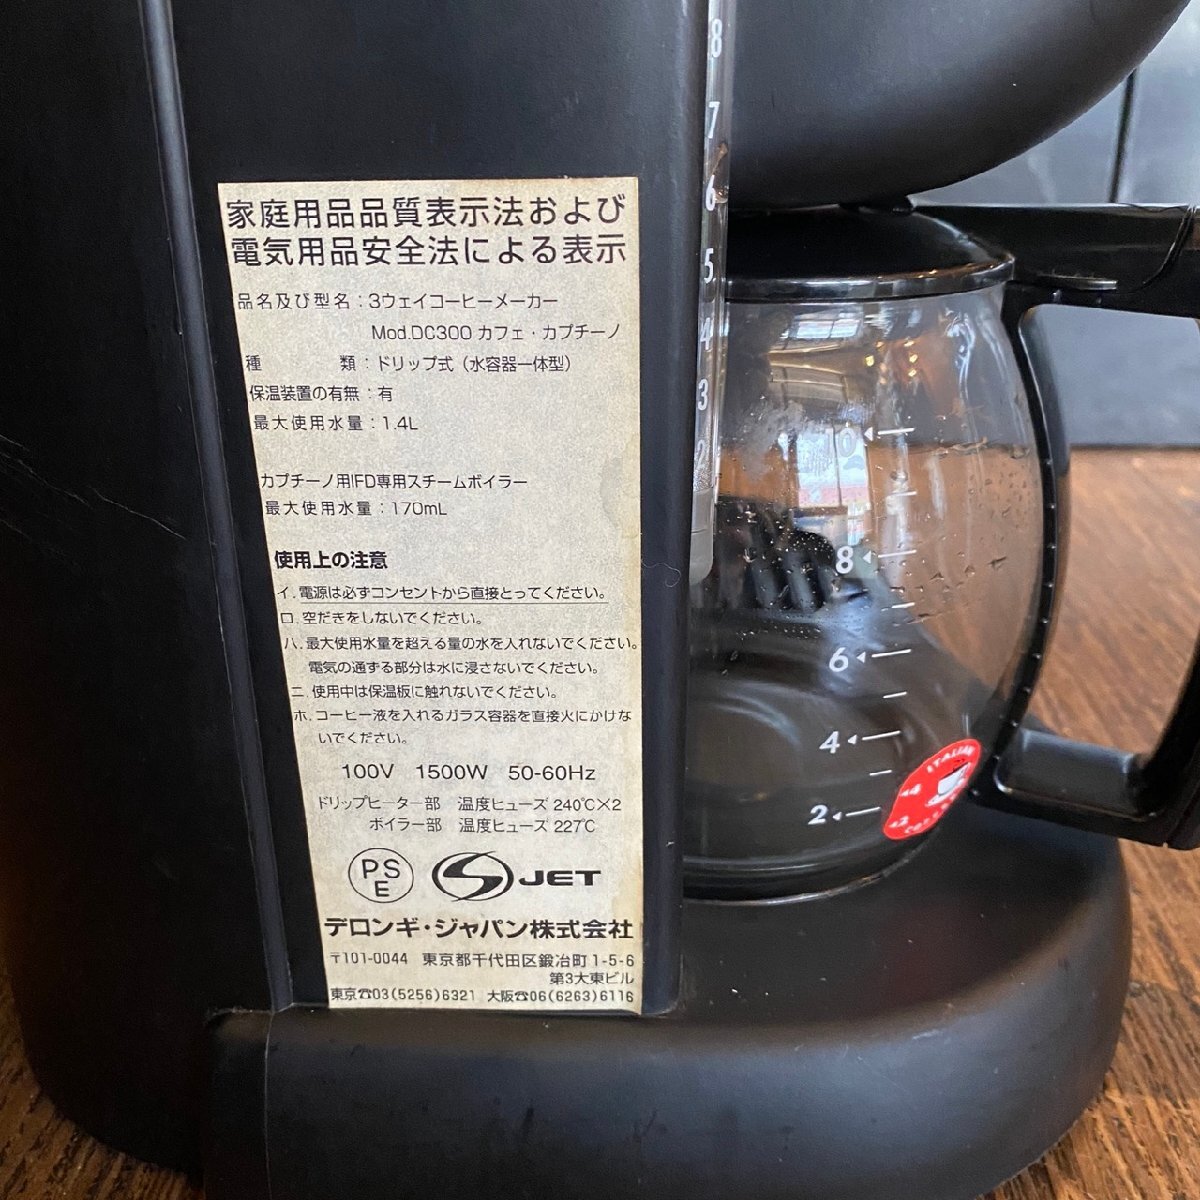 家庭用品品質表示法および
電気用品安全法による表示
品名及び型名：3ウェイコーヒーメーカー
Mod.DC300 カフェ・カプチーノ
種 類：ドリップ式（水容器一体型）
保温装置の有無：有
最大使用水量：1.4L
カプチーノ用IFD専用スチームボイラー
最大使用水量：170mL
使用上の注意
イ.電源は必ずコンセントから直接とってください。
ロ.空だきをしないでください。
ハ.最大使用水量を超える量の水を入れないでください。
電気の通ずる部分は水に浸さないでください。
ニ.使用中は保温板に触れないでください。
ホ.コーヒー液を入れるガラス容器を直接火にかけな
いでください。
100V 1500W 50-60Hz
ドリップヒーター部 温度ヒューズ 240℃×2
ボイラー部 温度ヒューズ 227℃
PS
E
JET
デロンギ・ジャパン株式会社
〒101-0044 東京都千代田区鍛冶町1-5-6
第3大東ビル
東京☎03(5256)6321 大阪☎06(6263)6116
8
7
6
5
4
3
2
10
8
6
4
2
ITALIAN